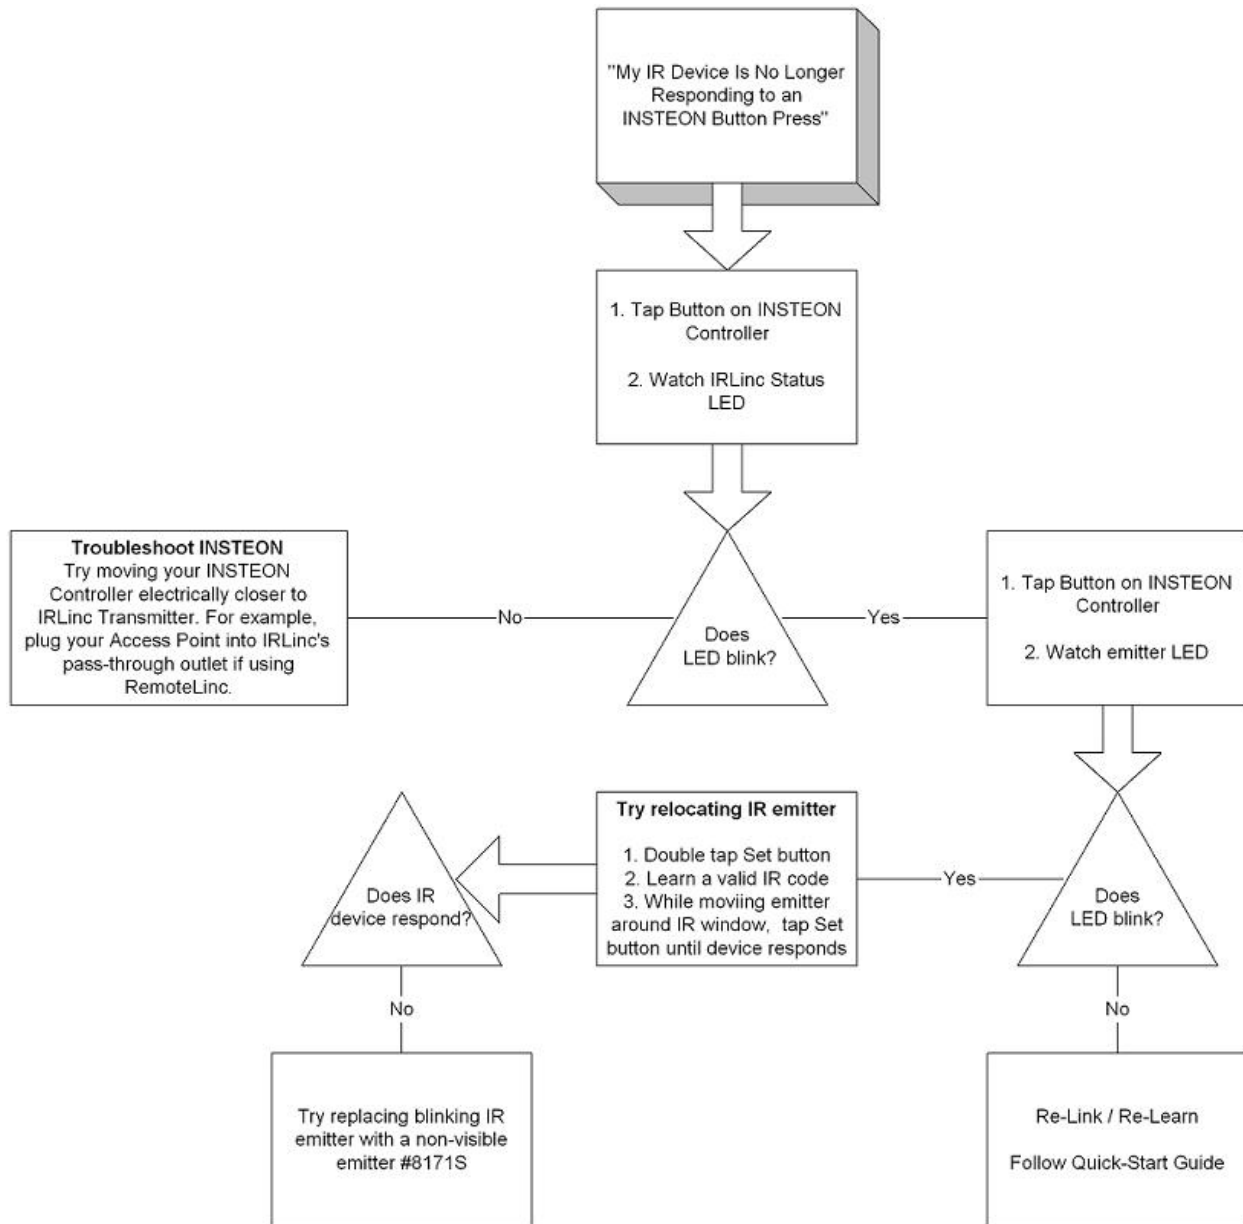 "My IR Device Is No Longer
Responding to an
INSTEON Button Press"
1. Tap Button on INSTEON
Controller
2. Watch IRLinc Status
LED
Troubleshoot INSTEON
Try moving your INSTEON
Controller electrically closer to
IRLinc Transmitter. For example,
plug your Access Point into IRLinc's
pass-through outlet if using
RemoteLinc.
No
Does
LED blink?
Yes
1. Tap Button on INSTEON
Controller
2. Watch emitter LED
Does IR
device respond?
Try relocating IR emitter
1. Double tap Set button
2. Learn a valid IR code
3. While moviing emitter
around IR window, tap Set
button until device responds
Yes
Does
LED blink?
No
No
Try replacing blinking IR
emitter with a non-visible
emitter #8171S
Re-Link / Re-Learn
Follow Quick-Start Guide